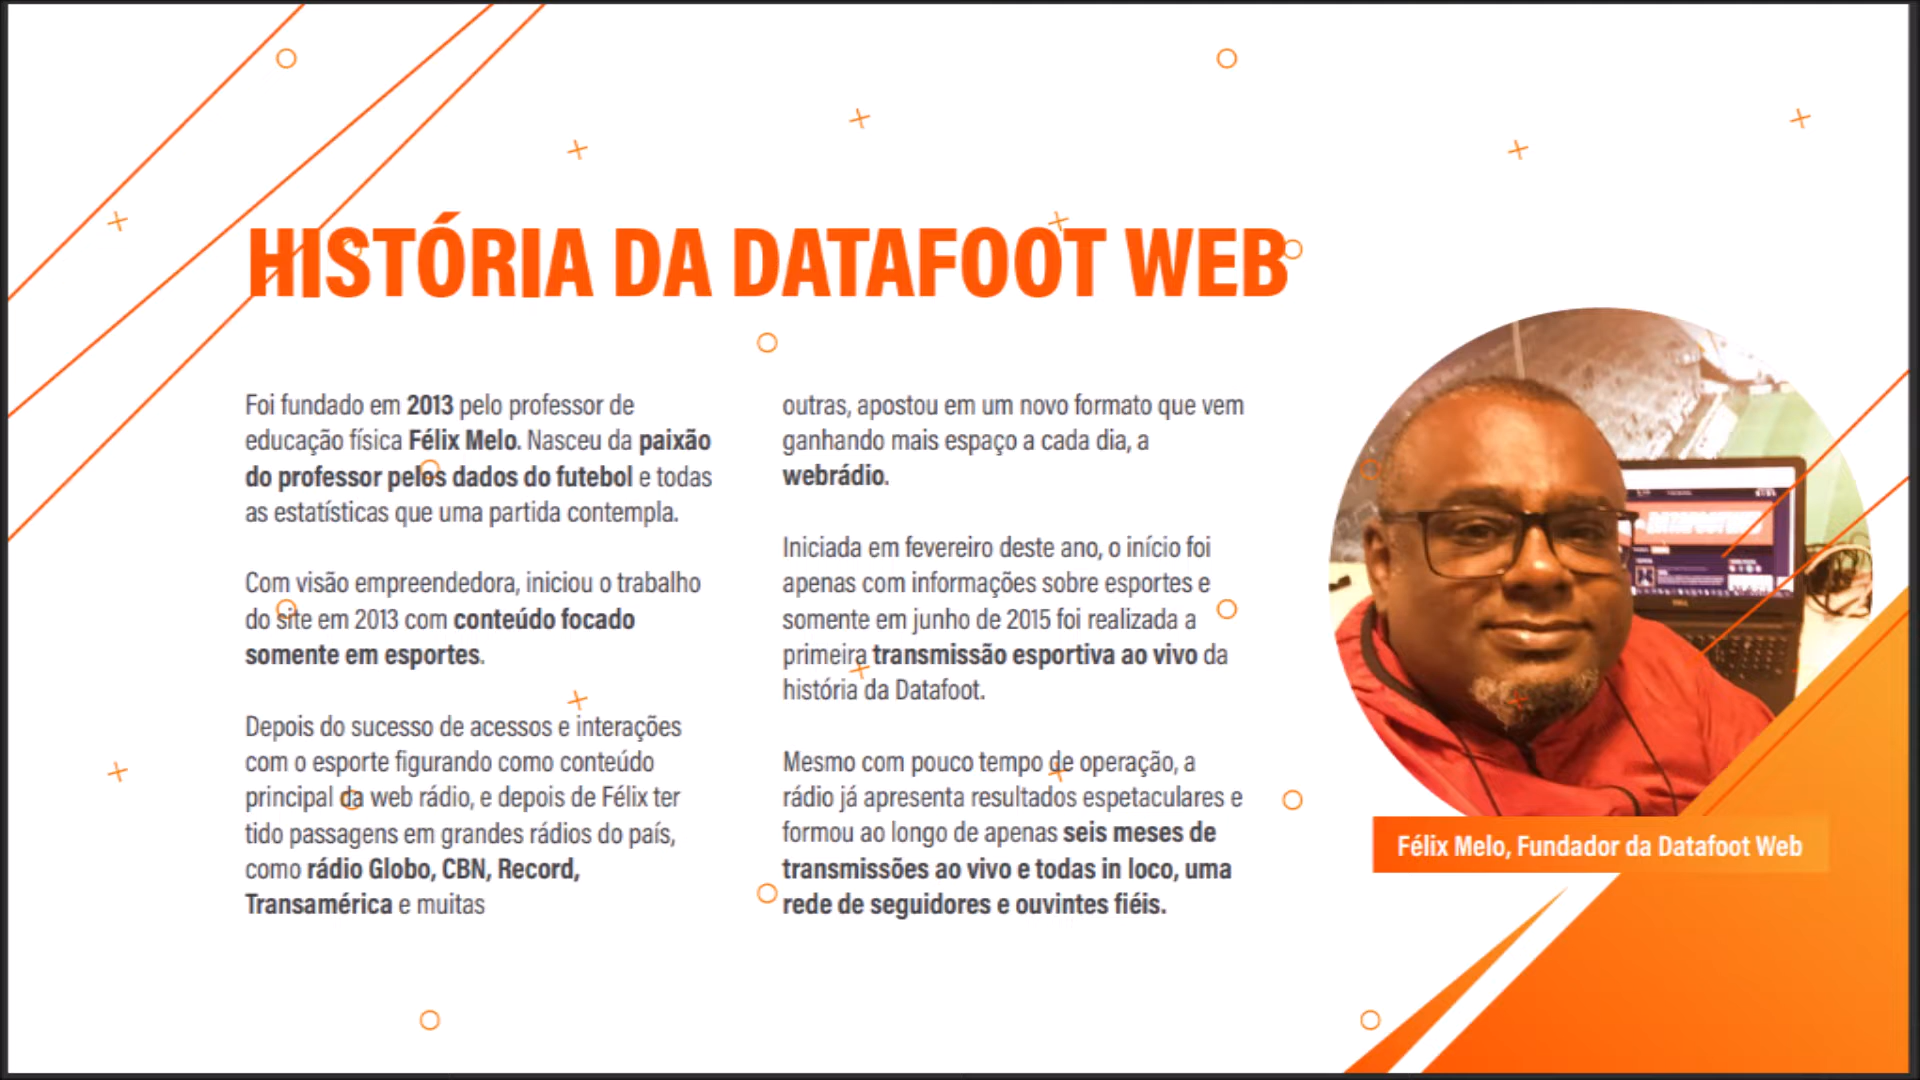 HISTÓRIA DA DATAFOOT WEB
Foi fundado em 2013 pelo professor de
educação física Félix Melo. Nasceu da paixão
do professor pelos dados do futebol e todas
as estatísticas que uma partida contempla.
Com visão empreendedora, iniciou o trabalho
do site em 2013 com conteúdo focado
somente em esportes.
Depois do sucesso de acessos e interações
com o esporte figurando como conteúdo
principal da web rádio, e depois de Félix ter
tido passagens em grandes rádios do país,
como rádio Globo, CBN, Record,
Transamérica e muitas
outras, apostou em um novo formato que vem
ganhando mais espaço a cada dia, a
webrádio.
Iniciada em fevereiro deste ano, o início foi
apenas com informações sobre esportes e
somente em junho de 2015 foi realizada a
primeira transmissão esportiva ao vivo da
história da Datafoot.
Mesmo com pouco tempo de operação, a
rádio já apresenta resultados espetaculares e
formou ao longo de apenas seis meses de
transmissões ao vivo e todas in loco, uma
rede de seguidores e ouvintes fiéis.
Félix Melo, Fundador da Datafoot Web